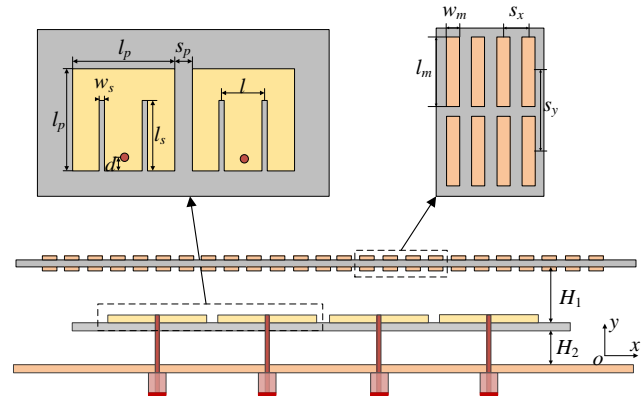 l_p s_p
w_s l
l_p l_s
d
w_m s_x
l_m
s_y
H_1
H_2
y
o x